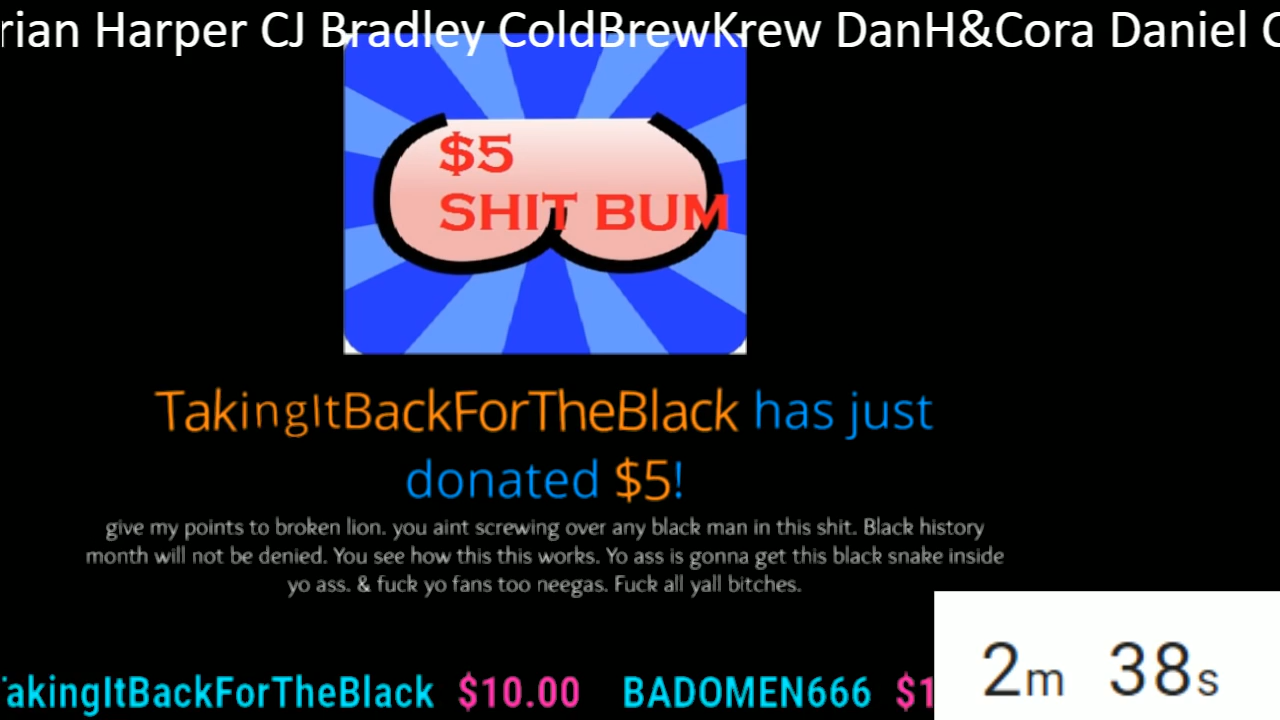 rian Harper CJ Bradley ColdBrewKrew DanH&Cora Daniel C
$5
SHIT BUM
TakingItBackForTheBlack has just
donated $5!
give my points to broken lion. you aint screwing over any black man in this shit. Black history
month will not be denied. You see how this this works. Yo ass is gonna get this black snake inside
yo ass. & fuck yo fans too neegas. Fuck all yall bitches.
akingItBackForTheBlack $10.00 BADOMEN666 $1
2m 38s